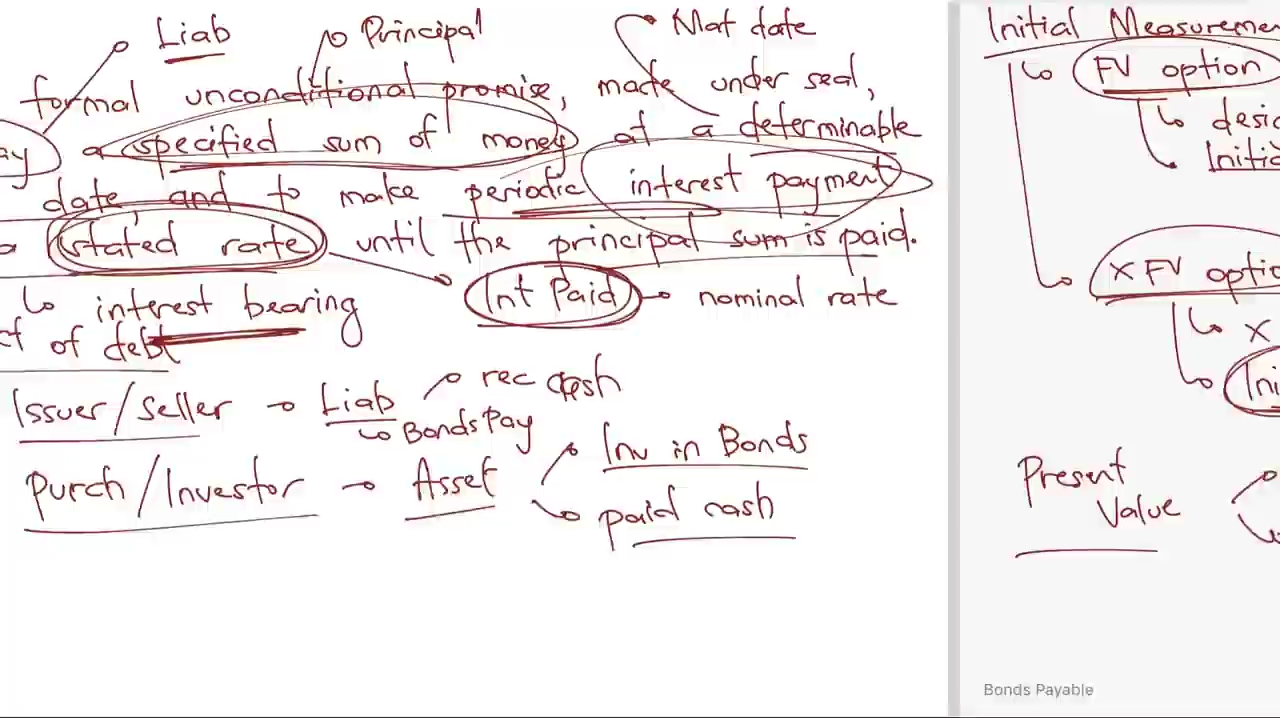 Liab Principal Mat date
formal unconditional promise, made under seal,
ay a specified sum of money at a determinable
date, and to make periodic interest payment
a stated rate until the principal sum is paid.
interest bearing Int Paid nominal rate
ct of debt
Issuer/Seller Liab rec cash
Bonds Pay
Purch/Investor Asset Inv in Bonds
paid cash
Initial Measureme
FV option
desi
Initi
X FV optio
X
Ini
Present
Value
Bonds Payable